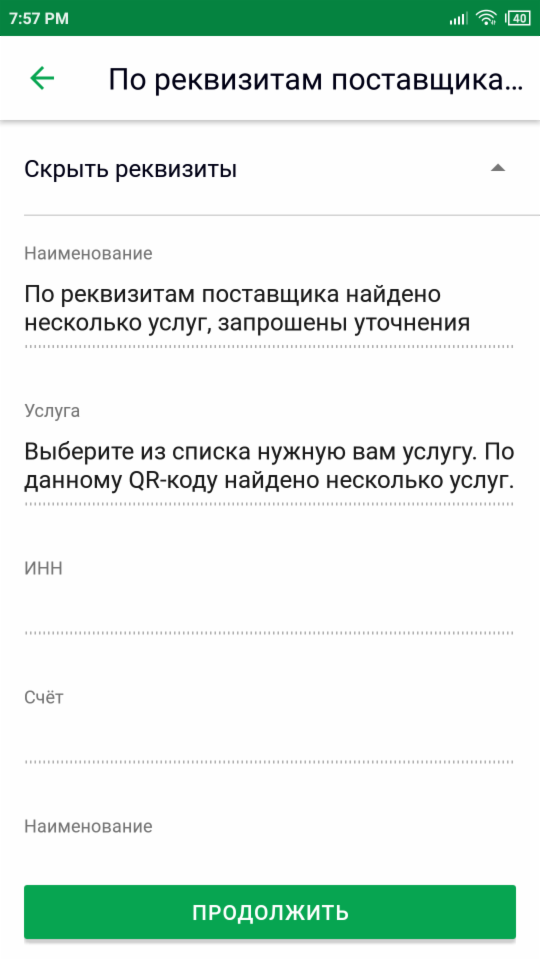 7:57 PM
40
По реквизитам поставщика...
Скрыть реквизиты
Наименование
По реквизитам поставщика найдено
несколько услуг, запрошены уточнения
Услуга
Выберите из списка нужную вам услугу. По
данному QR-коду найдено несколько услуг.
ИНН
Счёт
Наименование
ПРОДОЛЖИТЬ